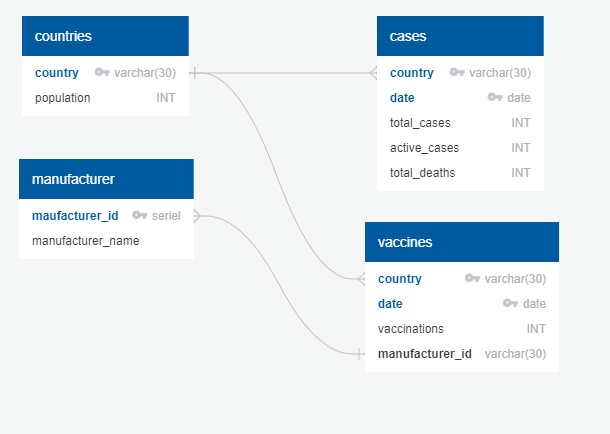 countries
country varchar(30)
population INT
cases
country varchar(30)
date date
total_cases INT
active_cases INT
total_deaths INT
manufacturer
maufacturer_id seriel
manufacturer_name
vaccines
country varchar(30)
date date
vaccinations INT
manufacturer_id varchar(30)